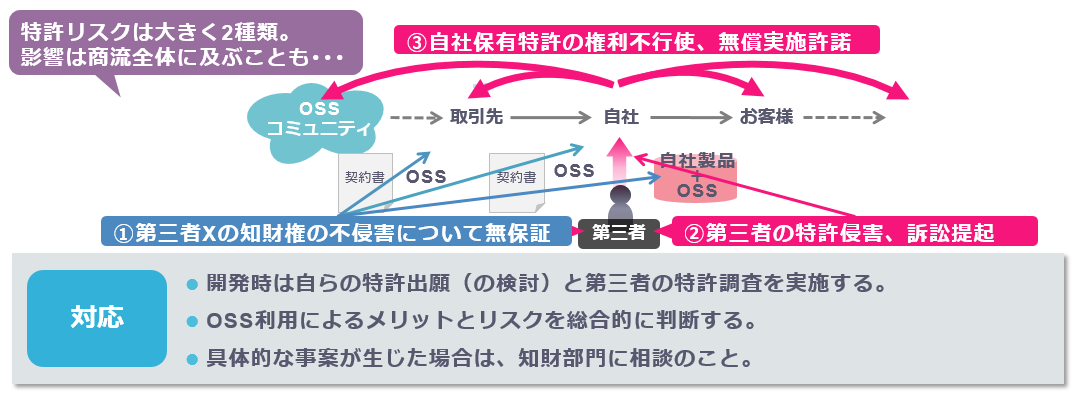 特許リスクは大きく2種類。
影響は商流全体に及ぶことも･･･
③自社保有特許の権利不行使、無償実施許諾
OSS
コミュニティ
取引先
自社
お客様
契約書
OSS
契約書
OSS
自社製品
+
OSS
①第三者Xの知財権の不侵害について無保証
第三者
②第三者の特許侵害、訴訟提起
対応
● 開発時は自らの特許出願（の検討）と第三者の特許調査を実施する。
● OSS利用によるメリットとリスクを総合的に判断する。
● 具体的な事案が生じた場合は、知財部門に相談のこと。